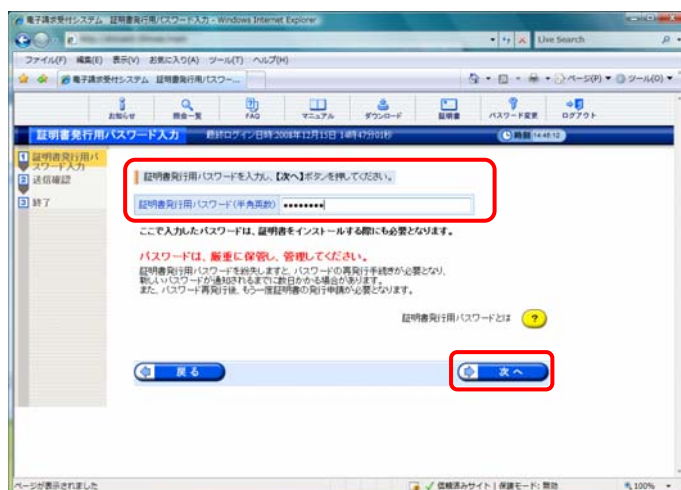 電子請求受付システム 証明書発行用パスワード入力 - Windows Internet Explorer
Live Search
ファイル(F) 編集(E) 表示(V) お気に入り(A) ツール(T) ヘルプ(H)
電子請求受付システム 証明書発行用パスワー...
ページ(P) ツール(O)
お知らせ 照会一覧 FAQ マニュアル ダウンロード 証明書 パスワード変更 ログアウト
証明書発行用パスワード入力 最終ログイン日時:2008年12月15日 14時47分01秒 時刻 14:48:12
1 証明書発行用パ
スワード入力
2 送信確認
3 終了
証明書発行用パスワードを入力し、【次へ】ボタンを押してください。
証明書発行用パスワード(半角英数) ●●●●●●●●
ここで入力したパスワードは、証明書をインストールする際にも必要となります。
パスワードは、厳重に保管し、管理してください。
証明書発行用パスワードを紛失しますと、パスワードの再発行手続きが必要となり、
新しいパスワードが通知されるまでに数日かかる場合があります。
また、パスワード再発行後、もう一度証明書の発行申請が必要となります。
証明書発行用パスワードとは ?
戻る 次へ
ページが表示されました 信頼済みサイト | 保護モード: 無効 100%